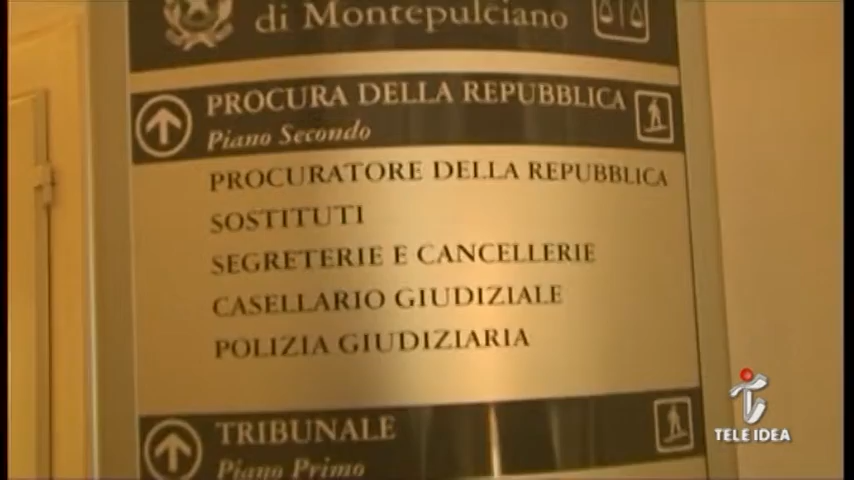 di Montepulciano
PROCURA DELLA REPUBBLICA
Piano Secondo
PROCURATORE DELLA REPUBBLICA
SOSTITUTI
SEGRETERIE E CANCELLERIE
CASELLARIO GIUDIZIALE
POLIZIA GIUDIZIARIA
TRIBUNALE
Piano Primo
TELE IDEA